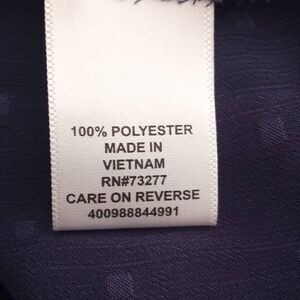 100% POLYESTER
MADE IN
VIETNAM
RN#73277
CARE ON REVERSE
400988844991